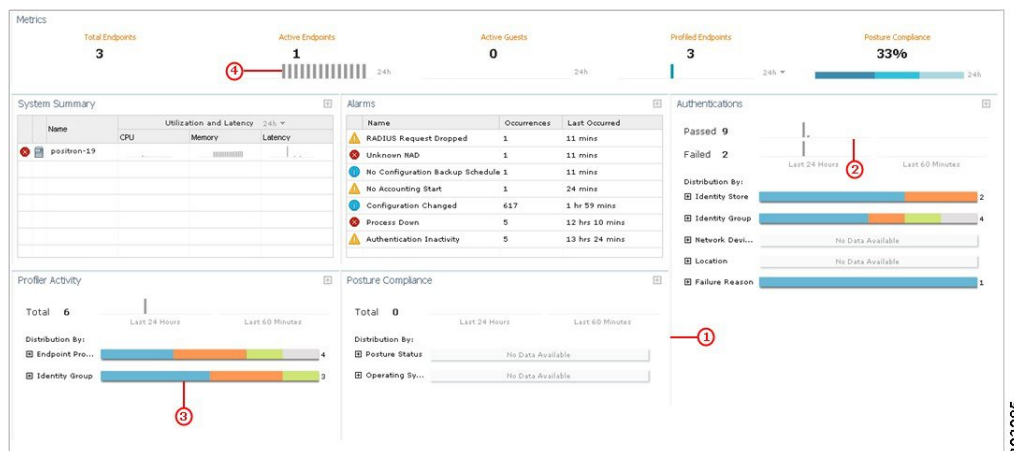 Metrics
Total Endpoints
3
Active Endpoints
1
24h
Active Guests
0
24h
Profiled Endpoints
3
24h
Posture Compliance
33%
24h
4
System Summary
Name
Utilization and Latency 24h
CPU Memory Latency
positron-19
Alarms
Name Occurrences Last Occurred
RADIUS Request Dropped 1 11 mins
Unknown NAD 1 11 mins
No Configuration Backup Schedule 1 11 mins
No Accounting Start 1 24 mins
Configuration Changed 617 1 hr 59 mins
Process Down 5 12 hrs 10 mins
Authentication Inactivity 5 13 hrs 24 mins
Authentications
Passed 9
Failed 2
Last 24 Hours Last 60 Minutes
2
Distribution By:
Identity Store 2
Identity Group 4
Network Devi... No Data Available
Location No Data Available
Failure Reason 1
Profiler Activity
Total 6
Last 24 Hours Last 60 Minutes
Distribution By:
Endpoint Pro... 4
Identity Group 3
3
Posture Compliance
Total 0
Last 24 Hours Last 60 Minutes
Distribution By:
Posture Status No Data Available
Operating Sy... No Data Available
1